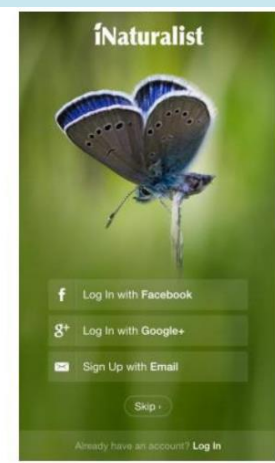 iNaturalist
f Log In with Facebook
g+ Log In with Google+
Sign Up with Email
Skip ›
Already have an account? Log In